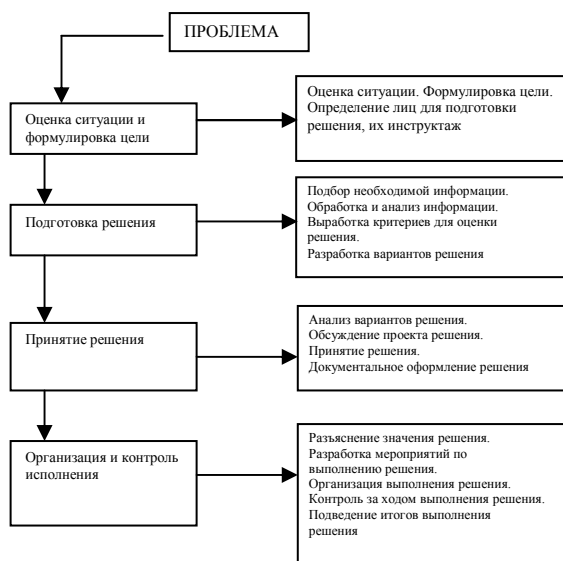 ПРОБЛЕМА
Оценка ситуации и
формулировка цели
Оценка ситуации. Формулировка цели.
Определение лиц для подготовки
решения, их инструктаж
Подготовка решения
Подбор необходимой информации.
Обработка и анализ информации.
Выработка критериев для оценки
решения.
Разработка вариантов решения
Принятие решения
Анализ вариантов решения.
Обсуждение проекта решения.
Принятие решения.
Документальное оформление решения
Организация и контроль
исполнения
Разъяснение значения решения.
Разработка мероприятий по
выполнению решения.
Организация выполнения решения.
Контроль за ходом выполнения решения.
Подведение итогов выполнения
решения